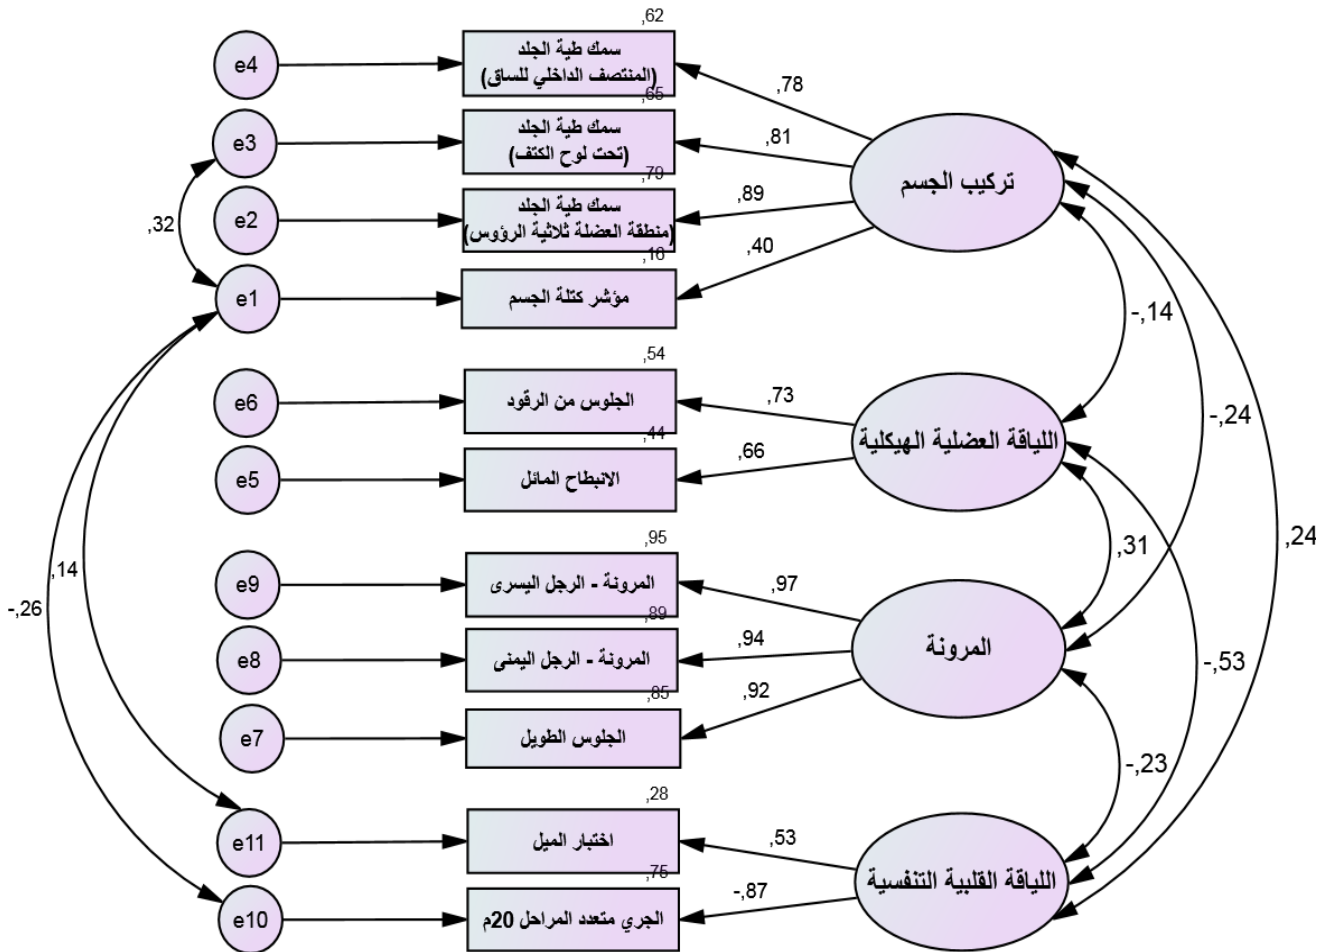 ,62
e4
سمك طية الجلد
(المنتصف الداخلي للساق)
,78
,65
e3
سمك طية الجلد
(تحت لوح الكتف)
,81
تركيب الجسم
,79
e2
سمك طية الجلد
(منطقة العضلة ثلاثية الرؤوس)
,89
,32
,16
e1
مؤشر كتلة الجسم
,40
-,14
,54
e6
الجلوس من الرقود
,73
-,24
اللياقة العضلية الهيكلية
,44
e5
الانبطاح المائل
,66
,24
,31
,95
e9
المرونة - الرجل اليسرى
,97
,14
-,26
,89
e8
المرونة - الرجل اليمنى
,94
المرونة
-,53
,85
e7
الجلوس الطويل
,92
-,23
,28
e11
اختبار الميل
,53
,75
اللياقة القلبية التنفسية
e10
الجري متعدد المراحل 20م
-,87